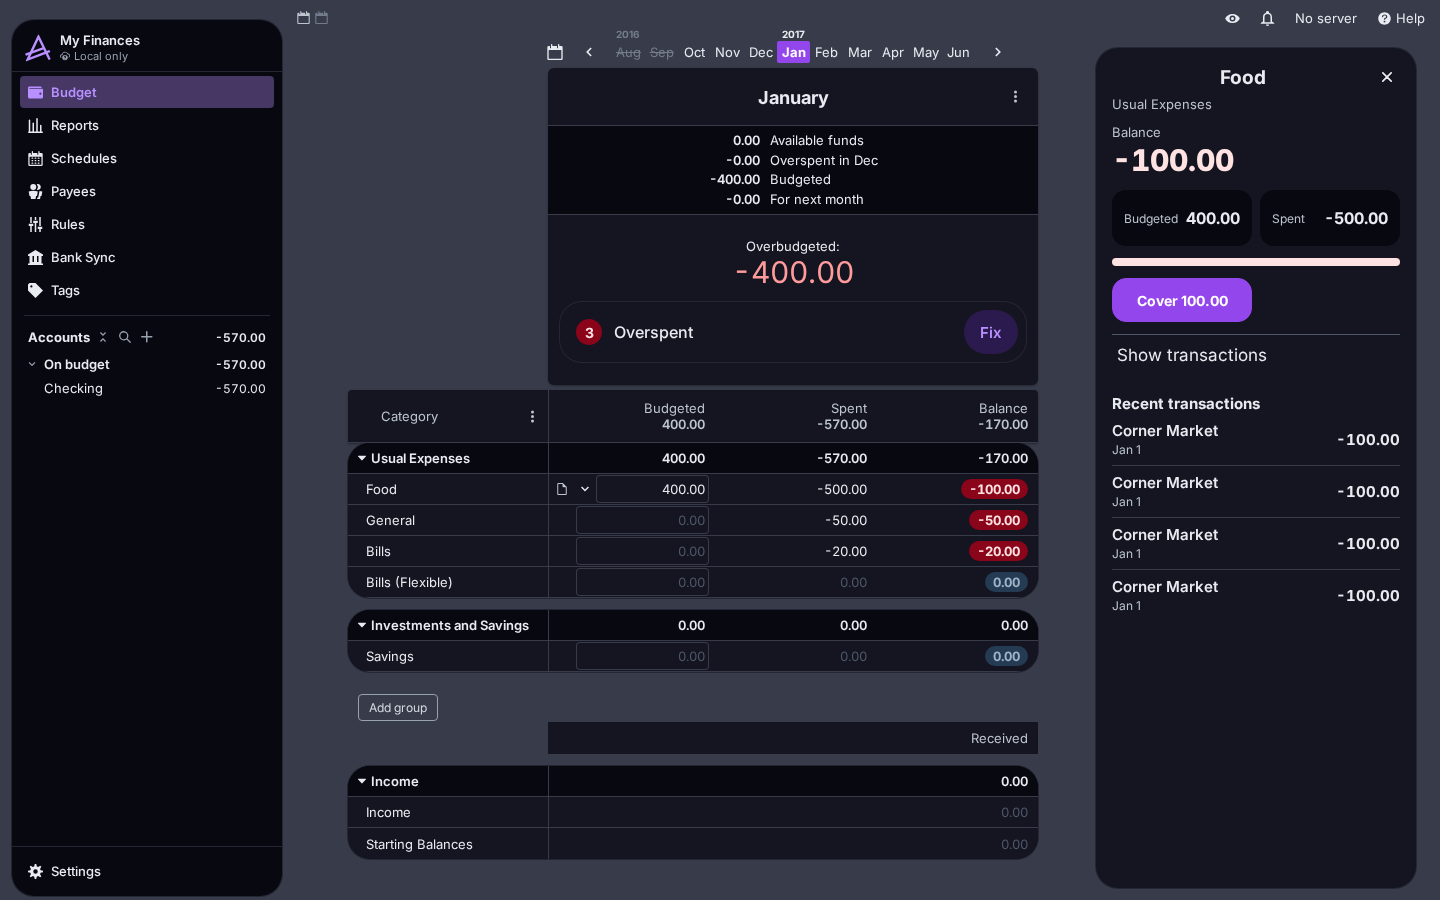 My Finances
Local only
Budget
Reports
Schedules
Payees
Rules
Bank Sync
Tags
Accounts -570.00
On budget -570.00
Checking -570.00
Settings
No server
Help
2016 2017
Aug Sep Oct Nov Dec Jan Feb Mar Apr May Jun
January
0.00 Available funds
-0.00 Overspent in Dec
-400.00 Budgeted
-0.00 For next month
Overbudgeted:
-400.00
3 Overspent Fix
Category Budgeted Spent Balance
400.00 -570.00 -170.00
Usual Expenses 400.00 -570.00 -170.00
Food 400.00 -500.00 -100.00
General 0.00 -50.00 -50.00
Bills 0.00 -20.00 -20.00
Bills (Flexible) 0.00 0.00 0.00
Investments and Savings 0.00 0.00 0.00
Savings 0.00 0.00 0.00
Add group
Received
Income 0.00
Income 0.00
Starting Balances 0.00
Food
Usual Expenses
Balance
-100.00
Budgeted 400.00 Spent -500.00
Cover 100.00
Show transactions
Recent transactions
Corner Market -100.00
Jan 1
Corner Market -100.00
Jan 1
Corner Market -100.00
Jan 1
Corner Market -100.00
Jan 1